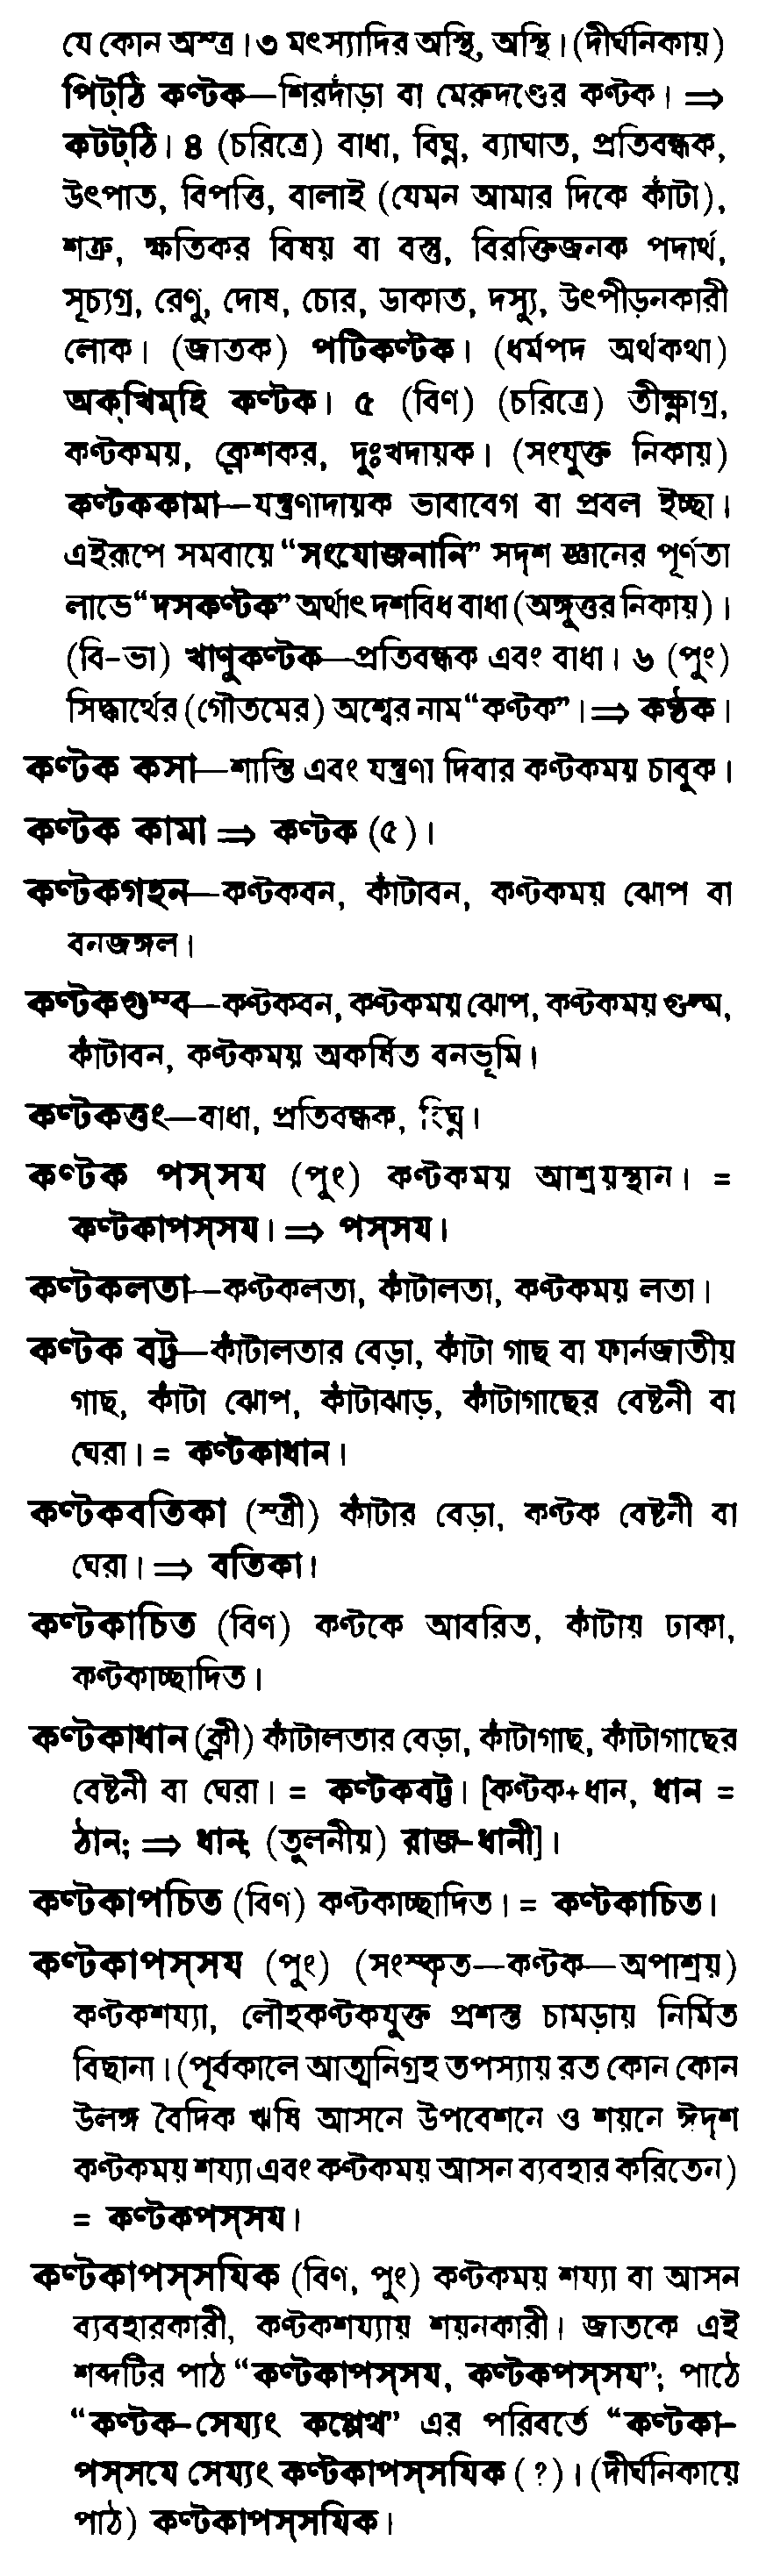 যে কোন অস্ত্র। ৩ মৎস্যাদির অস্থি, অস্থি। (দীর্ঘনিকায়)
পিট্ঠি কণ্টক—শিরদাঁড়া বা মেরুদণ্ডের কণ্টক। ⇒
কটট্ঠি। ৪ (চরিত্রে) বাধা, বিঘ্ন, ব্যাঘাত, প্রতিবন্ধক,
উৎপাত, বিপত্তি, বালাই (যেমন আমার দিকে কাঁটা),
শত্রু, ক্ষতিকর বিষয় বা বস্তু, বিরক্তিজনক পদার্থ,
সূচ্যগ্র, রেণু, দোষ, চোর, ডাকাত, দস্যু, উৎপীড়নকারী
লোক। (জাতক) পটিকণ্টক। (ধর্মপদ অর্থকথা)
অক্খিম্হি কণ্টক। ৫ (বিণ) (চরিত্রে) তীক্ষ্ণাগ্র,
কণ্টকময়, ক্লেশকর, দুঃখদায়ক। (সংযুক্ত নিকায়)
কণ্টককামা—যন্ত্রণাদায়ক ভাবাবেগ বা প্রবল ইচ্ছা।
এইরূপে সমবায়ে “সংযোজনানি” সদৃশ জ্ঞানের পূর্ণতা
লাভে “দসকণ্টক” অর্থাৎ দশবিধ বাধা (অঙ্গুত্তর নিকায়)।
(বি-ভা) খাণুকণ্টক—প্রতিবন্ধক এবং বাধা। ৬ (পুং)
সিদ্ধার্থের (গৌতমের) অশ্বের নাম “কণ্টক”। ⇒ কণ্ঠক।
কণ্টক কসা—শাস্তি এবং যন্ত্রণা দিবার কণ্টকময় চাবুক।
কণ্টক কামা ⇒ কণ্টক (৫)।
কণ্টকগহন—কণ্টকবন, কাঁটাবন, কণ্টকময় ঝোপ বা
বনজঙ্গল।
কণ্টকগুম্ব—কণ্টকবন, কণ্টকময় ঝোপ, কণ্টকময় গুল্ম,
কাঁটাবন, কণ্টকময় অকর্ষিত বনভূমি।
কণ্টকত্তং—বাধা, প্রতিবন্ধক, বিঘ্ন।
কণ্টক পস্সয (পুং) কণ্টকময় আশ্রয়স্থান। =
কণ্টকাপস্সয। ⇒ পস্সয।
কণ্টকলতা—কণ্টকলতা, কাঁটালতা, কণ্টকময় লতা।
কণ্টক বট্ট—কাঁটালতার বেড়া, কাঁটা গাছ বা ফার্নজাতীয়
গাছ, কাঁটা ঝোপ, কাঁটাঝাড়, কাঁটাগাছের বেষ্টনী বা
ঘেরা। = কণ্টকাধান।
কণ্টকবতিকা (স্ত্রী) কাঁটার বেড়া, কণ্টক বেষ্টনী বা
ঘেরা। ⇒ বতিকা।
কণ্টকাচিত (বিণ) কণ্টকে আবরিত, কাঁটায় ঢাকা,
কণ্টকাচ্ছাদিত।
কণ্টকাধান (ক্লী) কাঁটালতার বেড়া, কাঁটাগাছ, কাঁটাগাছের
বেষ্টনী বা ঘেরা। = কণ্টকবট্ট। [কণ্টক+ধান, ধান =
ঠান; ⇒ ধান; (তুলনীয়) রাজ-ধানী]।
কণ্টকাপচিত (বিণ) কণ্টকাচ্ছাদিত। = কণ্টকাচিত।
কণ্টকাপস্সয (পুং) (সংস্কৃত—কণ্টক—অপাশ্রয়)
কণ্টকশয্যা, লৌহকণ্টকযুক্ত প্রশস্ত চামড়ায় নির্মিত
বিছানা। (পূর্বকালে আত্মনিগ্রহ তপস্যায় রত কোন কোন
উলঙ্গ বৈদিক ঋষি আসনে উপবেশনে ও শয়নে ঈদৃশ
কণ্টকময় শয্যা এবং কণ্টকময় আসন ব্যবহার করিতেন)
= কণ্টকপস্সয।
কণ্টকাপস্সযিক (বিণ, পুং) কণ্টকময় শয্যা বা আসন
ব্যবহারকারী, কণ্টকশয্যায় শয়নকারী। জাতকে এই
শব্দটির পাঠ “কণ্টকাপস্সয, কণ্টকপস্সয”; পাঠে
“কণ্টক-সেয্যং কপ্পেথ” এর পরিবর্তে “কণ্টকা-
পস্সযে সেয্যং কণ্টকাপস্সযিক (?)। (দীর্ঘনিকায়ে
পাঠ) কণ্টকাপস্সযিক।